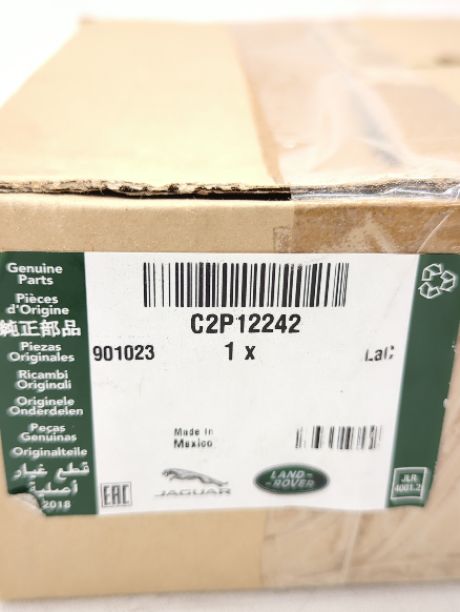 Genuine
Parts
Pièces
d'Origine
純正部品
Piezas
Originales
Ricambi
Originali
Originele
Onderdelen
Peças
Genuínas
Originalteile
قطع غيار
أصلية
2018
C2P12242
901023
1 x
LaC
Made In
Mexico
EAC
JAGUAR
LAND-
-ROVER
JLR
4001.2